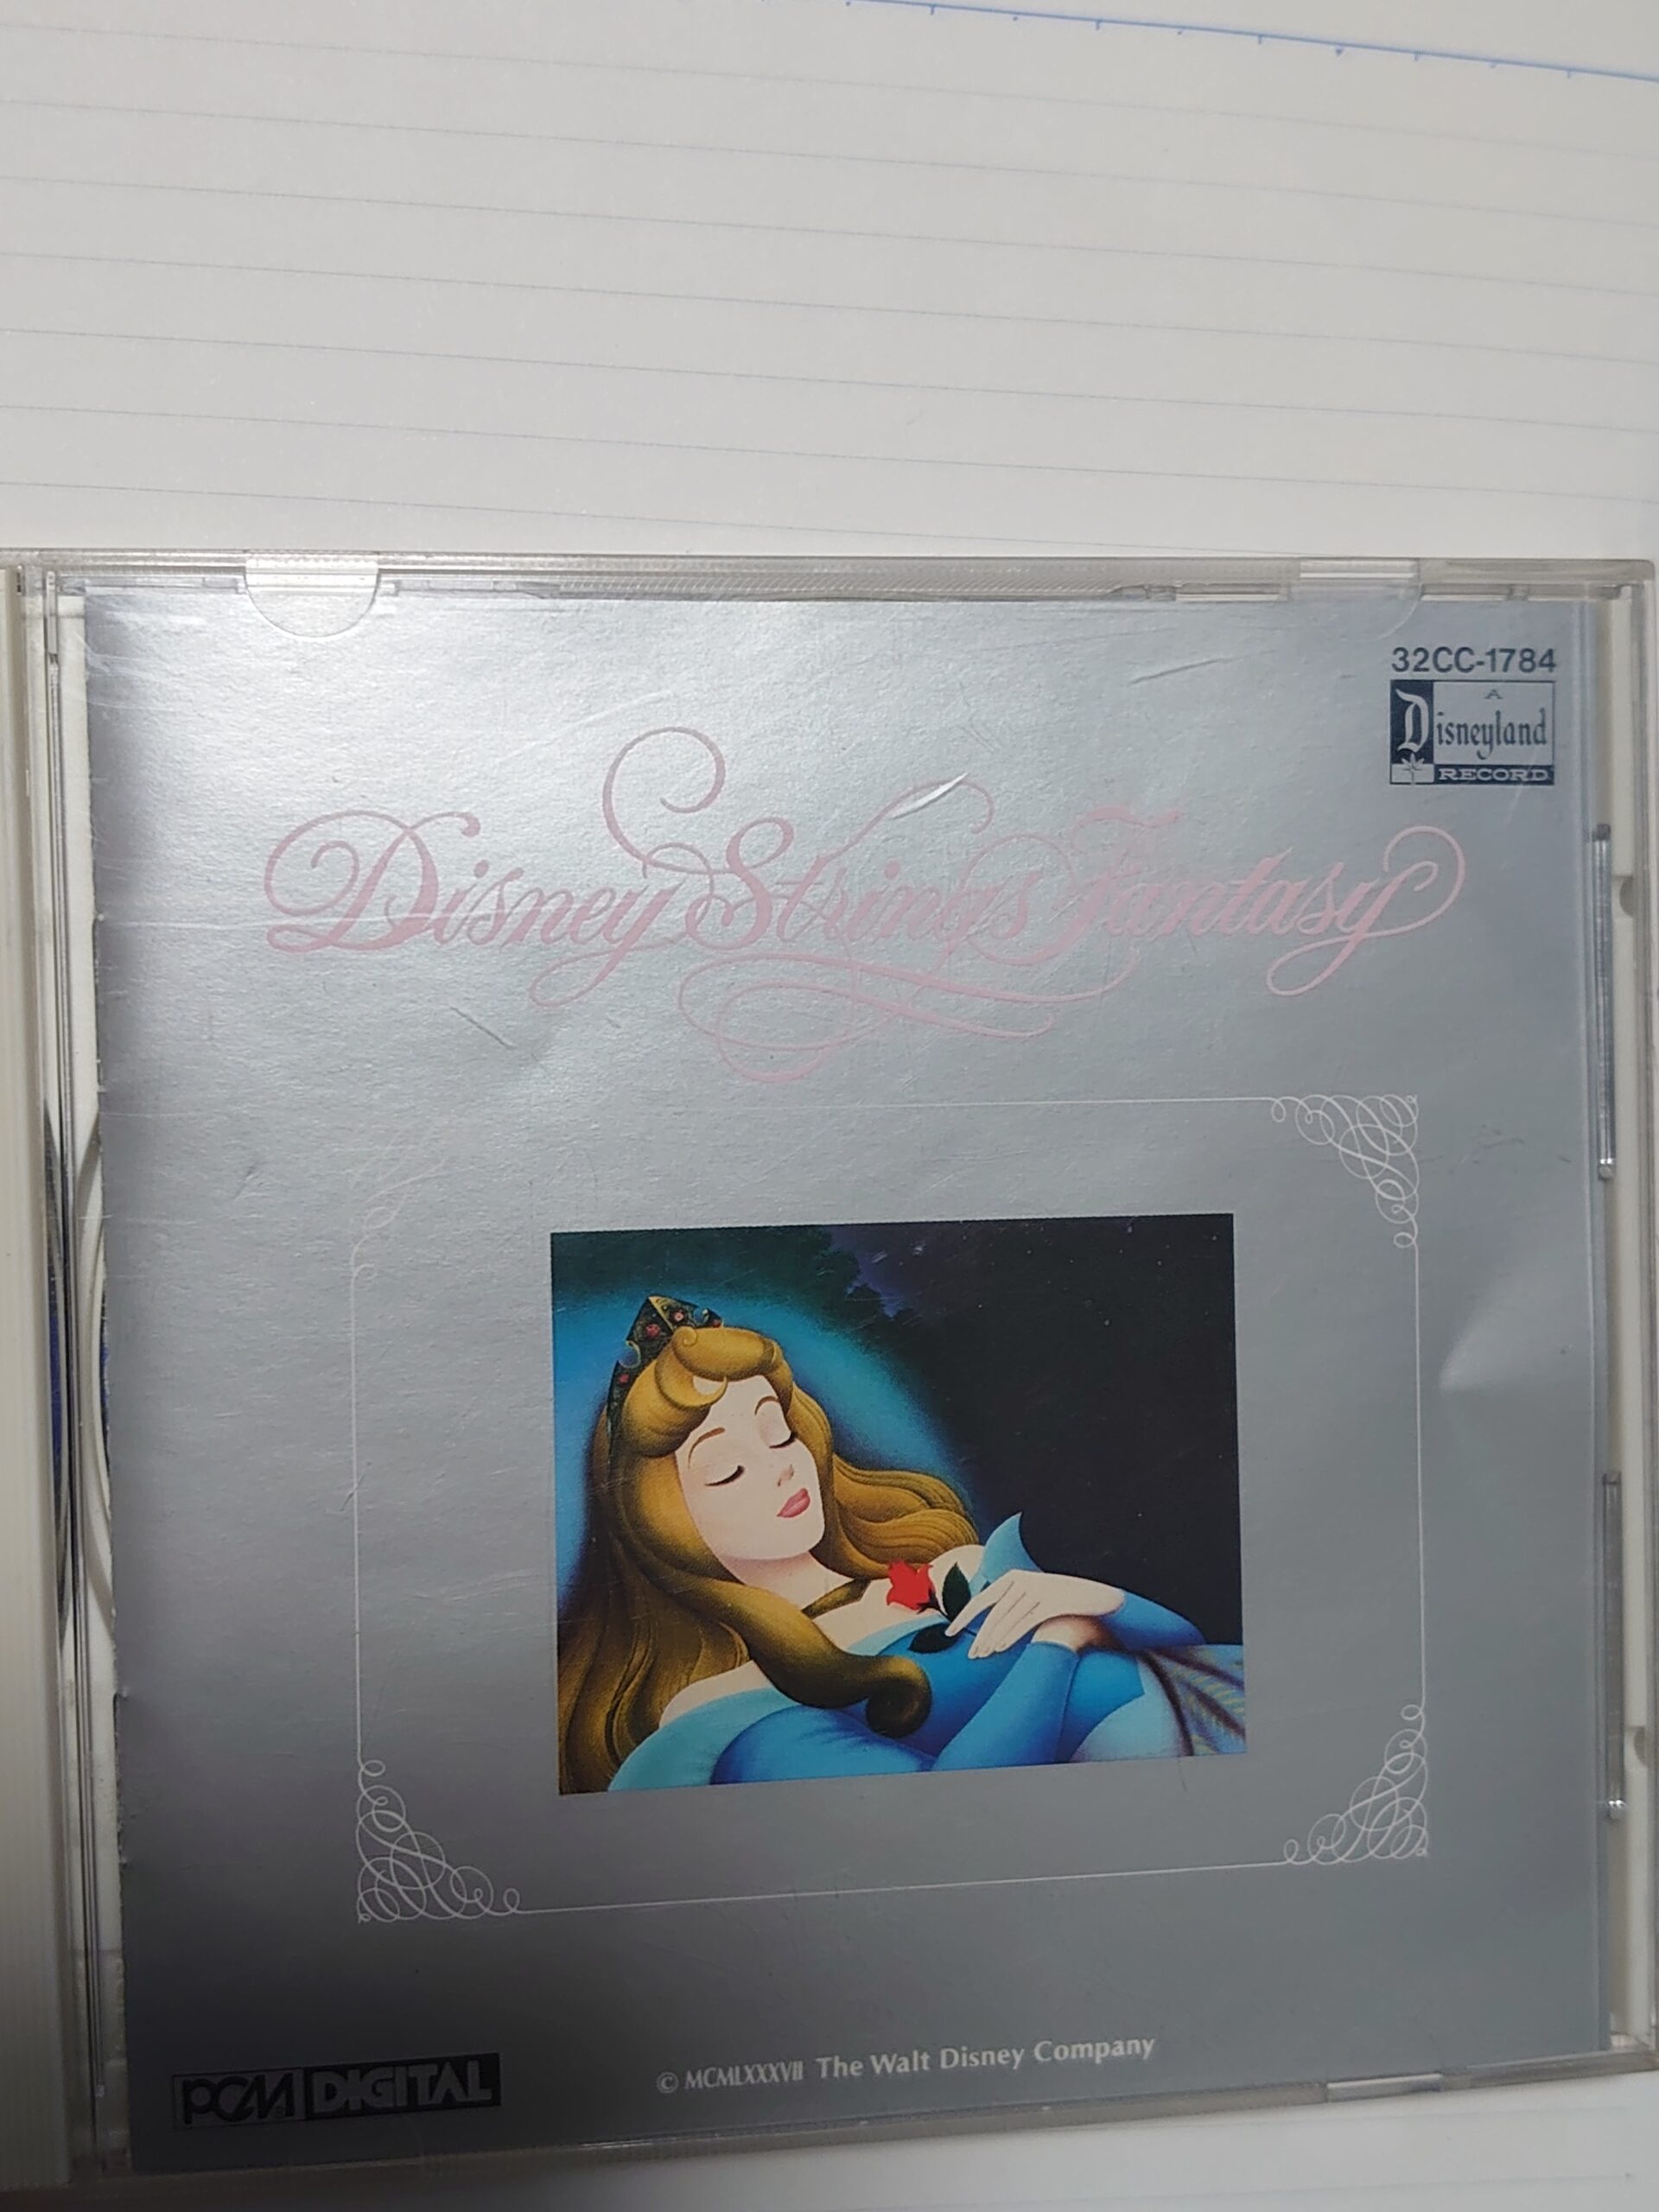 32CC-1784
A
Disneyland
RECORD
Disney Strings Fantasy
PCM DIGITAL
© MCMLXXXVII The Walt Disney Company